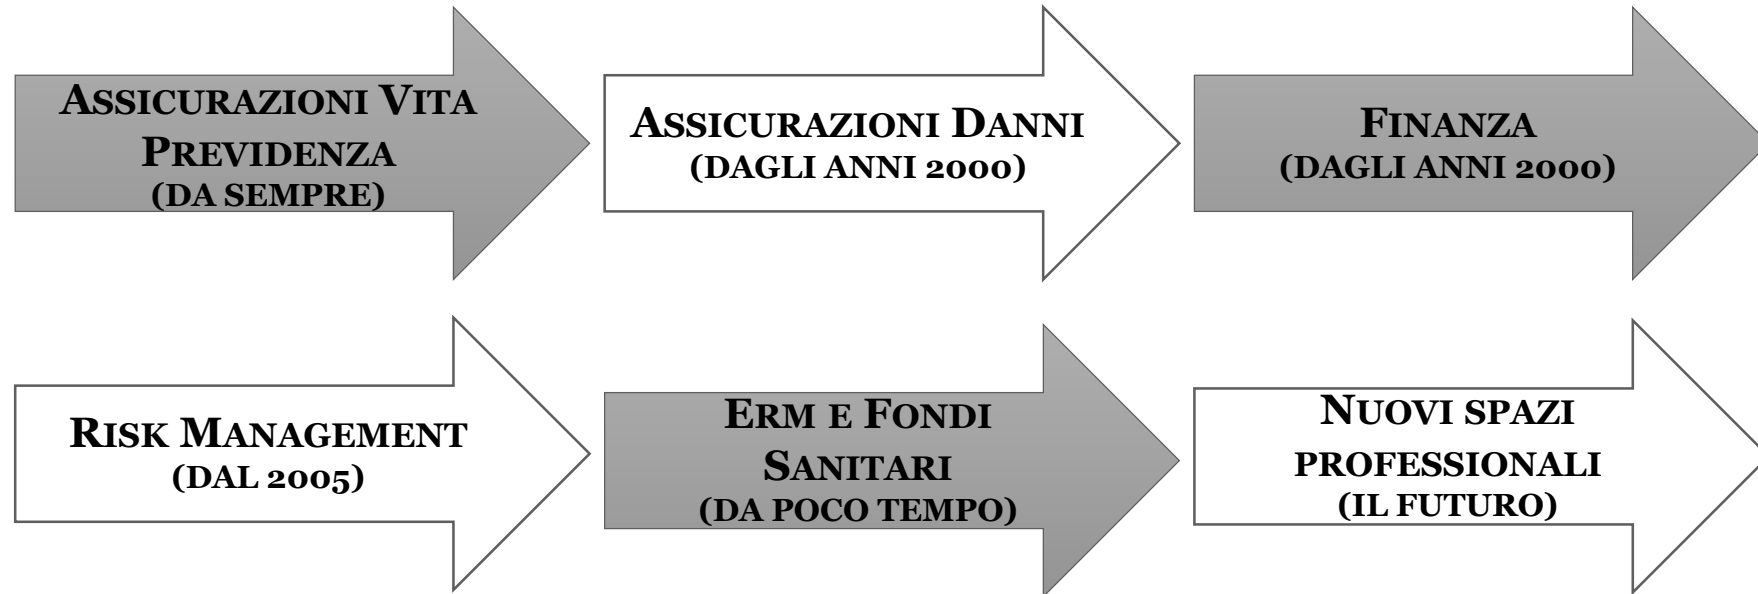 ASSICURAZIONI VITA
PREVIDENZA
(DA SEMPRE)
ASSICURAZIONI DANNI
(DAGLI ANNI 2000)
FINANZA
(DAGLI ANNI 2000)
RISK MANAGEMENT
(DAL 2005)
ERM E FONDI
SANITARI
(DA POCO TEMPO)
NUOVI SPAZI
PROFESSIONALI
(IL FUTURO)